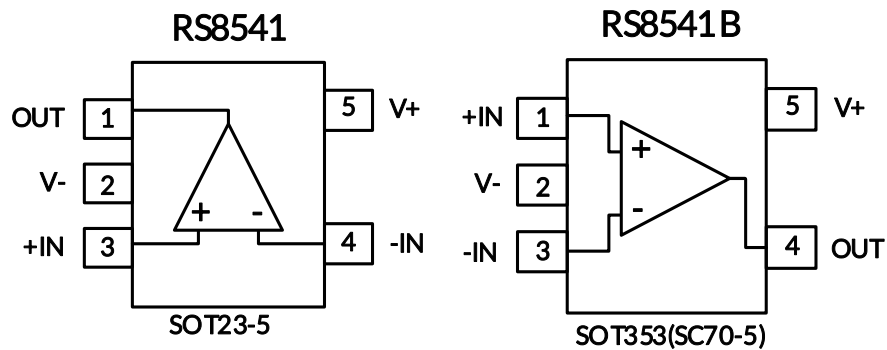 RS8541
OUT 1 5 V+
V- 2
+ -
+IN 3 4 -IN
SOT23-5
RS8541B
+IN 1 5 V+
+
V- 2
-
-IN 3 4 OUT
SOT353(SC70-5)